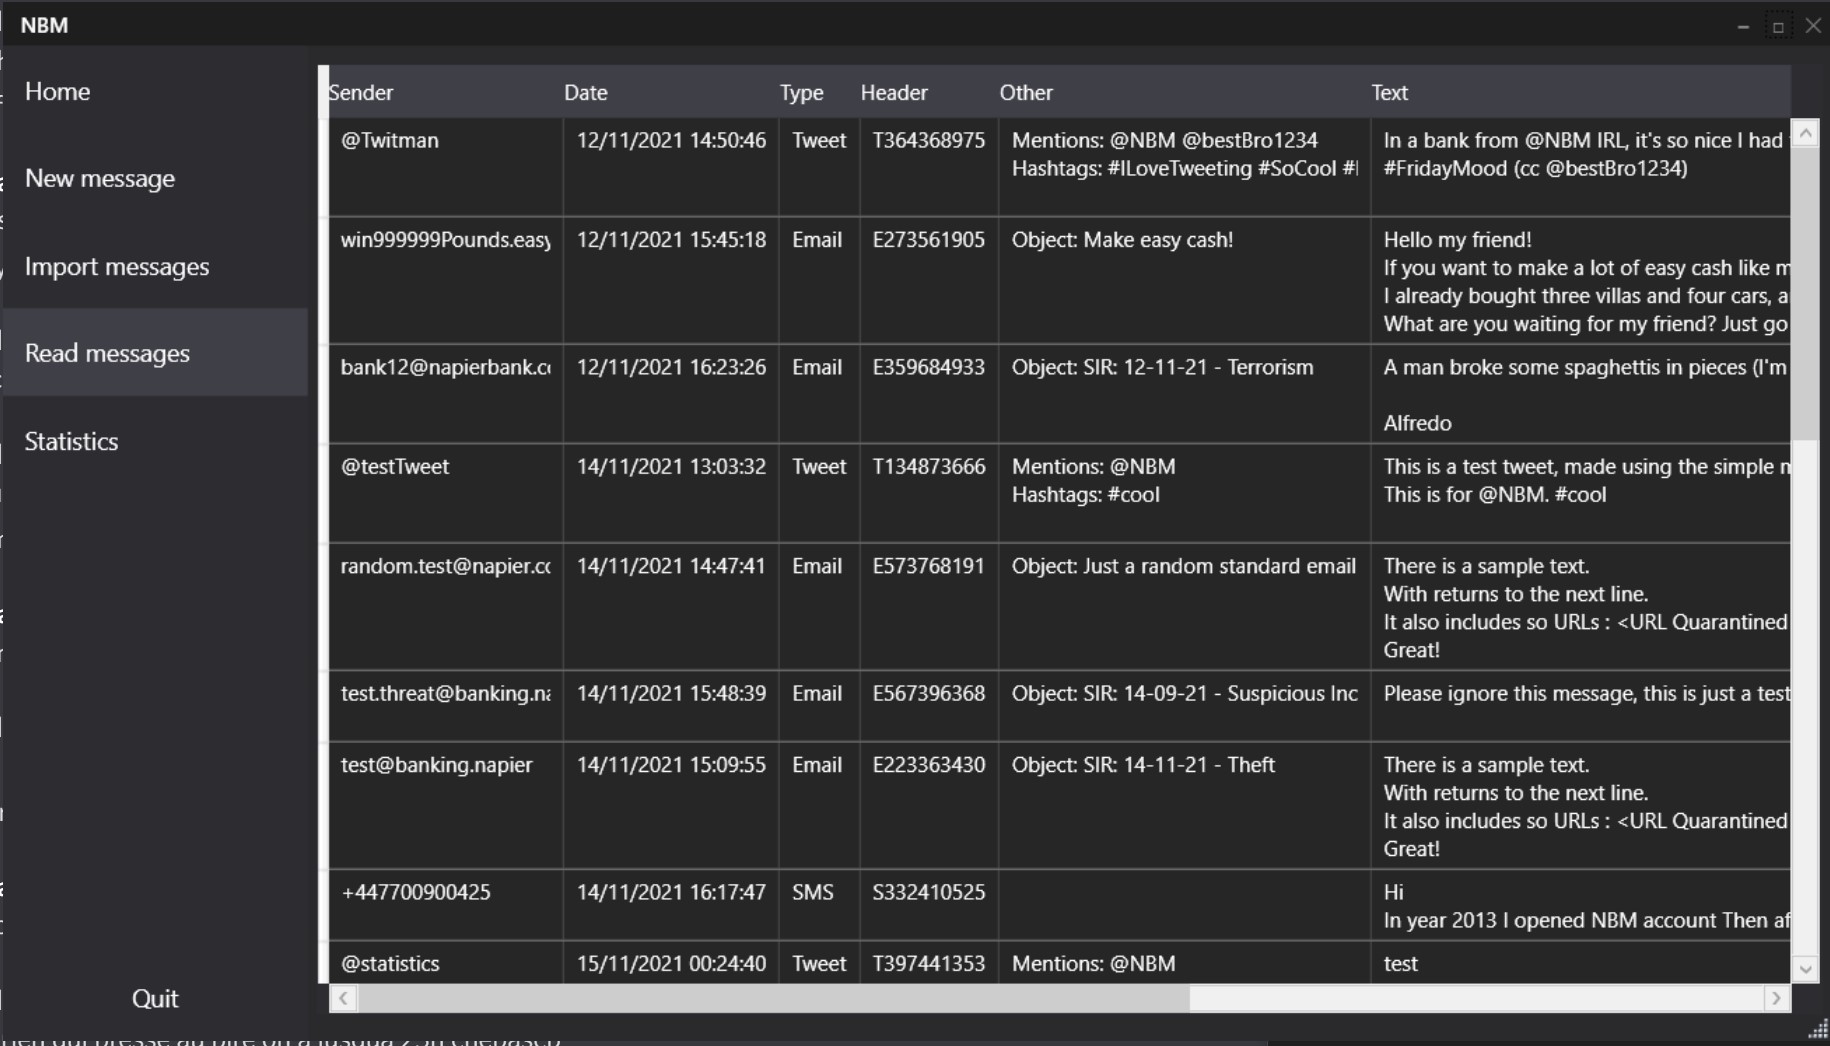 NBM
Home
New message
Import messages
Read messages
Statistics
Quit
Sender Date Type Header Other Text
@Twitman 12/11/2021 14:50:46 Tweet T364368975 Mentions: @NBM @bestBro1234 In a bank from @NBM IRL, it's so nice I had
Hashtags: #ILoveTweeting #SoCool # #FridayMood (cc @bestBro1234)
win999999Pounds.easy 12/11/2021 15:45:18 Email E273561905 Object: Make easy cash! Hello my friend!
If you want to make a lot of easy cash like m
I already bought three villas and four cars, a
What are you waiting for my friend? Just go
bank12@napierbank.c 12/11/2021 16:23:26 Email E359684933 Object: SIR: 12-11-21 - Terrorism A man broke some spaghettis in pieces (I'm
Alfredo
@testTweet 14/11/2021 13:03:32 Tweet T134873666 Mentions: @NBM This is a test tweet, made using the simple
Hashtags: #cool This is for @NBM. #cool
random.test@napier.c 14/11/2021 14:47:41 Email E573768191 Object: Just a random standard email There is a sample text.
With returns to the next line.
It also includes so URLs : <URL Quarantined
Great!
test.threat@banking.na 14/11/2021 15:48:39 Email E567396368 Object: SIR: 14-09-21 - Suspicious Inc Please ignore this message, this is just a test
test@banking.napier 14/11/2021 15:09:55 Email E223363430 Object: SIR: 14-11-21 - Theft There is a sample text.
With returns to the next line.
It also includes so URLs : <URL Quarantined
Great!
+447700900425 14/11/2021 16:17:47 SMS S332410525 Hi
In year 2013 I opened NBM account Then af
@statistics 15/11/2021 00:24:40 Tweet T397441353 Mentions: @NBM test